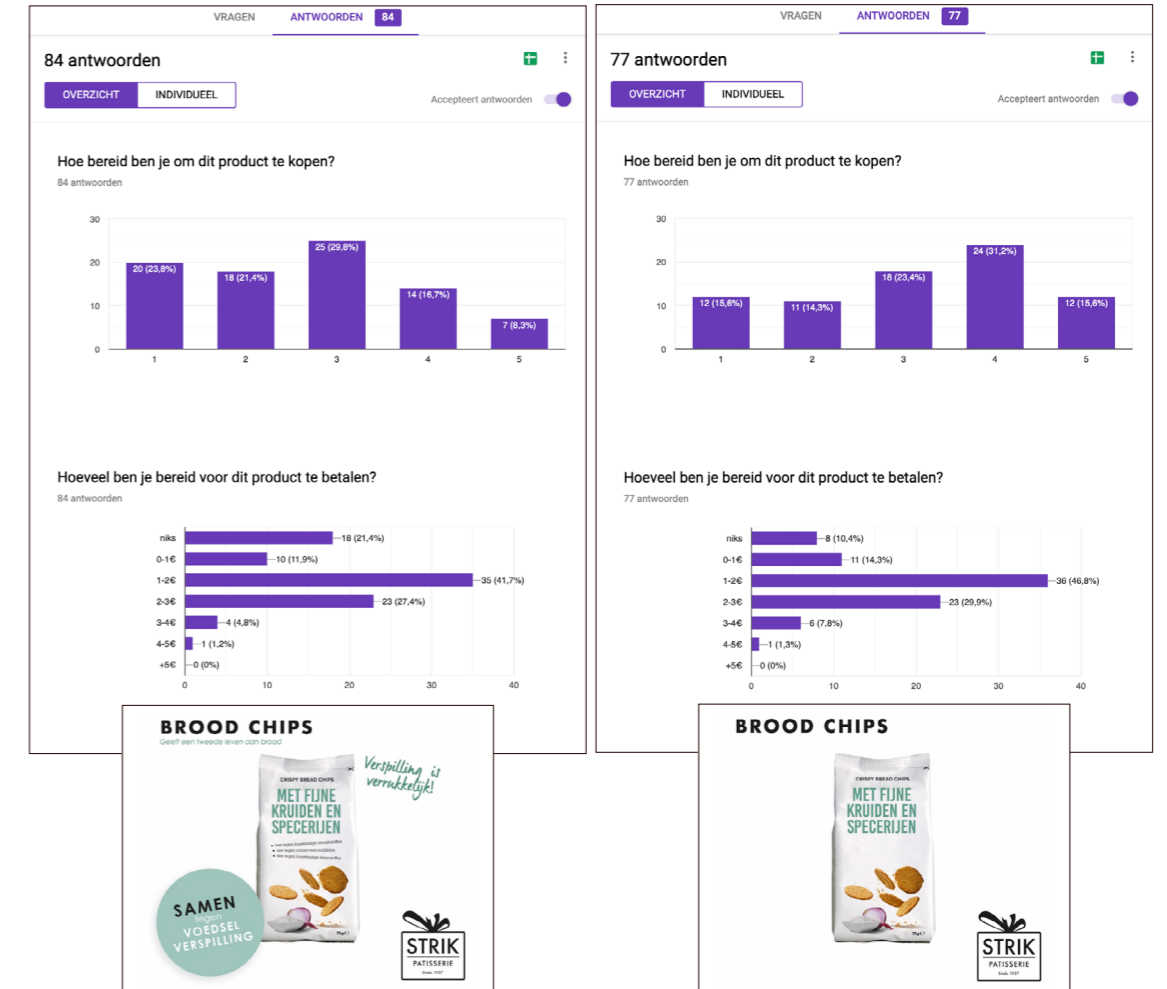 VRAGEN ANTWOORDEN 84
84 antwoorden
OVERZICHT INDIVIDUEEL
Accepteert antwoorden
Hoe bereid ben je om dit product te kopen?
84 antwoorden
30
20
10
0
20 (23,8%)
18 (21,4%)
25 (29,8%)
14 (16,7%)
7 (8,3%)
1 2 3 4 5
Hoeveel ben je bereid voor dit product te betalen?
84 antwoorden
niks 18 (21,4%)
0-1€ 10 (11,9%)
1-2€ 35 (41,7%)
2-3€ 23 (27,4%)
3-4€ 4 (4,8%)
4-5€ 1 (1,2%)
+5€ 0 (0%)
0 10 20 30 40
BROOD CHIPS
Geeft een tweede leven aan brood
Verspilling is
verrukkelijk!
CRISPY BREAD CHIPS
MET FIJNE
KRUIDEN EN
SPECERIJEN
75g
SAMEN
tegen
VOEDSEL
VERSPILLING
STRIK
PATISSERIE
Sinds 1937
VRAGEN ANTWOORDEN 77
77 antwoorden
OVERZICHT INDIVIDUEEL
Accepteert antwoorden
Hoe bereid ben je om dit product te kopen?
77 antwoorden
30
20
10
0
12 (15,6%)
11 (14,3%)
18 (23,4%)
24 (31,2%)
12 (15,6%)
1 2 3 4 5
Hoeveel ben je bereid voor dit product te betalen?
77 antwoorden
niks 8 (10,4%)
0-1€ 11 (14,3%)
1-2€ 36 (46,8%)
2-3€ 23 (29,9%)
3-4€ 6 (7,8%)
4-5€ 1 (1,3%)
+5€ 0 (0%)
0 10 20 30 40
BROOD CHIPS
CRISPY BREAD CHIPS
MET FIJNE
KRUIDEN EN
SPECERIJEN
75g
STRIK
PATISSERIE
Sinds 1937